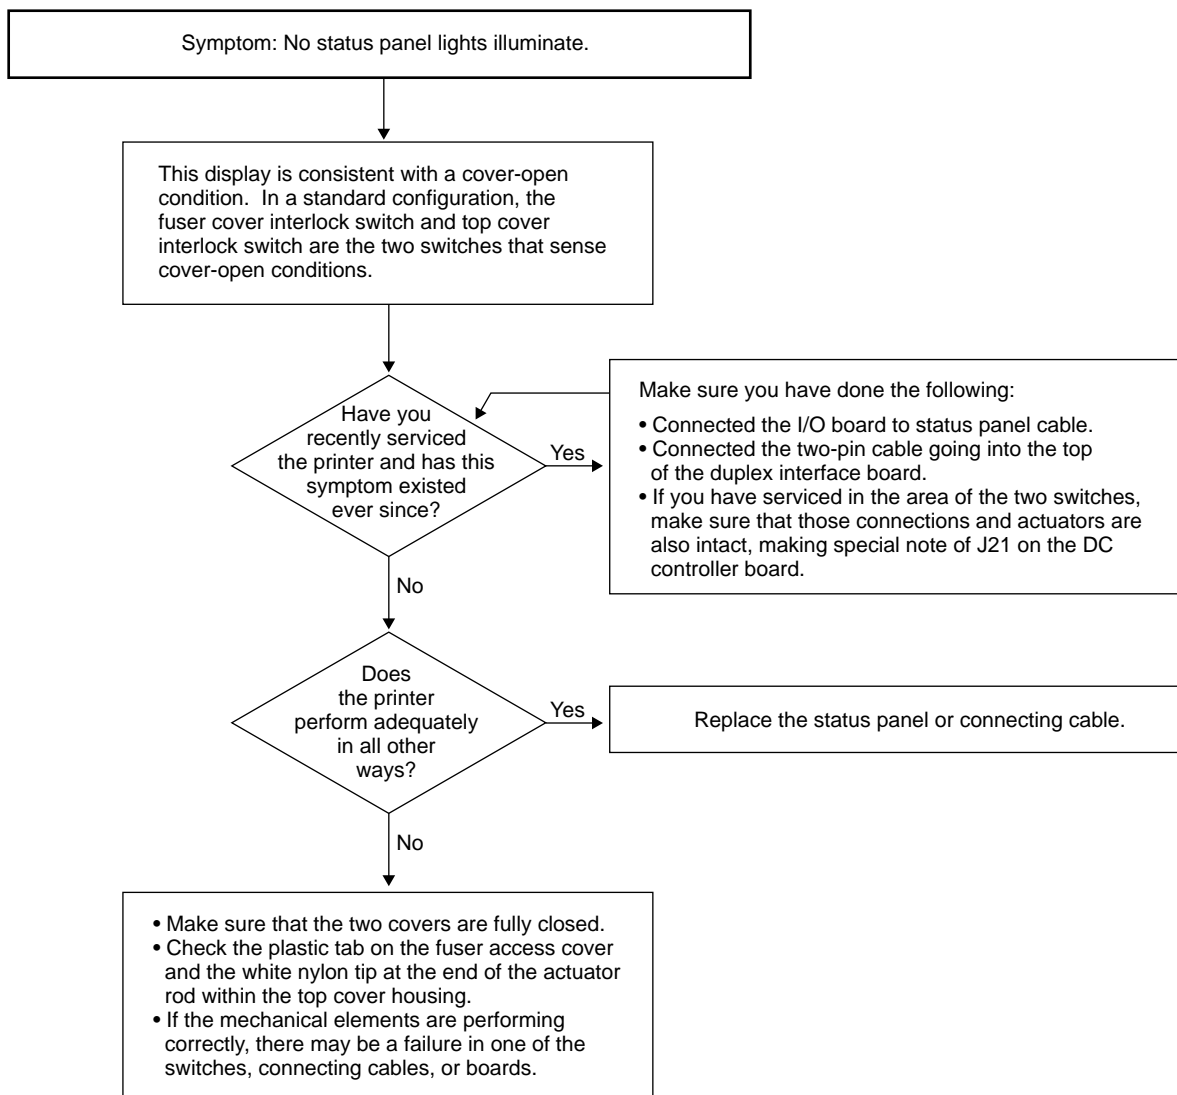 Symptom: No status panel lights illuminate.
This display is consistent with a cover-open
condition.  In a standard configuration, the
fuser cover interlock switch and top cover
interlock switch are the two switches that sense
cover-open conditions.
Have you
recently serviced
the printer and has this
symptom existed
ever since?
Yes
Make sure you have done the following:
• Connected the I/O board to status panel cable.
• Connected the two-pin cable going into the top
of the duplex interface board.
• If you have serviced in the area of the two switches,
make sure that those connections and actuators are
also intact, making special note of J21 on the DC
controller board.
No
Does
the printer
perform adequately
in all other
ways?
Yes
Replace the status panel or connecting cable.
No
• Make sure that the two covers are fully closed.
• Check the plastic tab on the fuser access cover
and the white nylon tip at the end of the actuator
rod within the top cover housing.
• If the mechanical elements are performing
correctly, there may be a failure in one of the
switches, connecting cables, or boards.